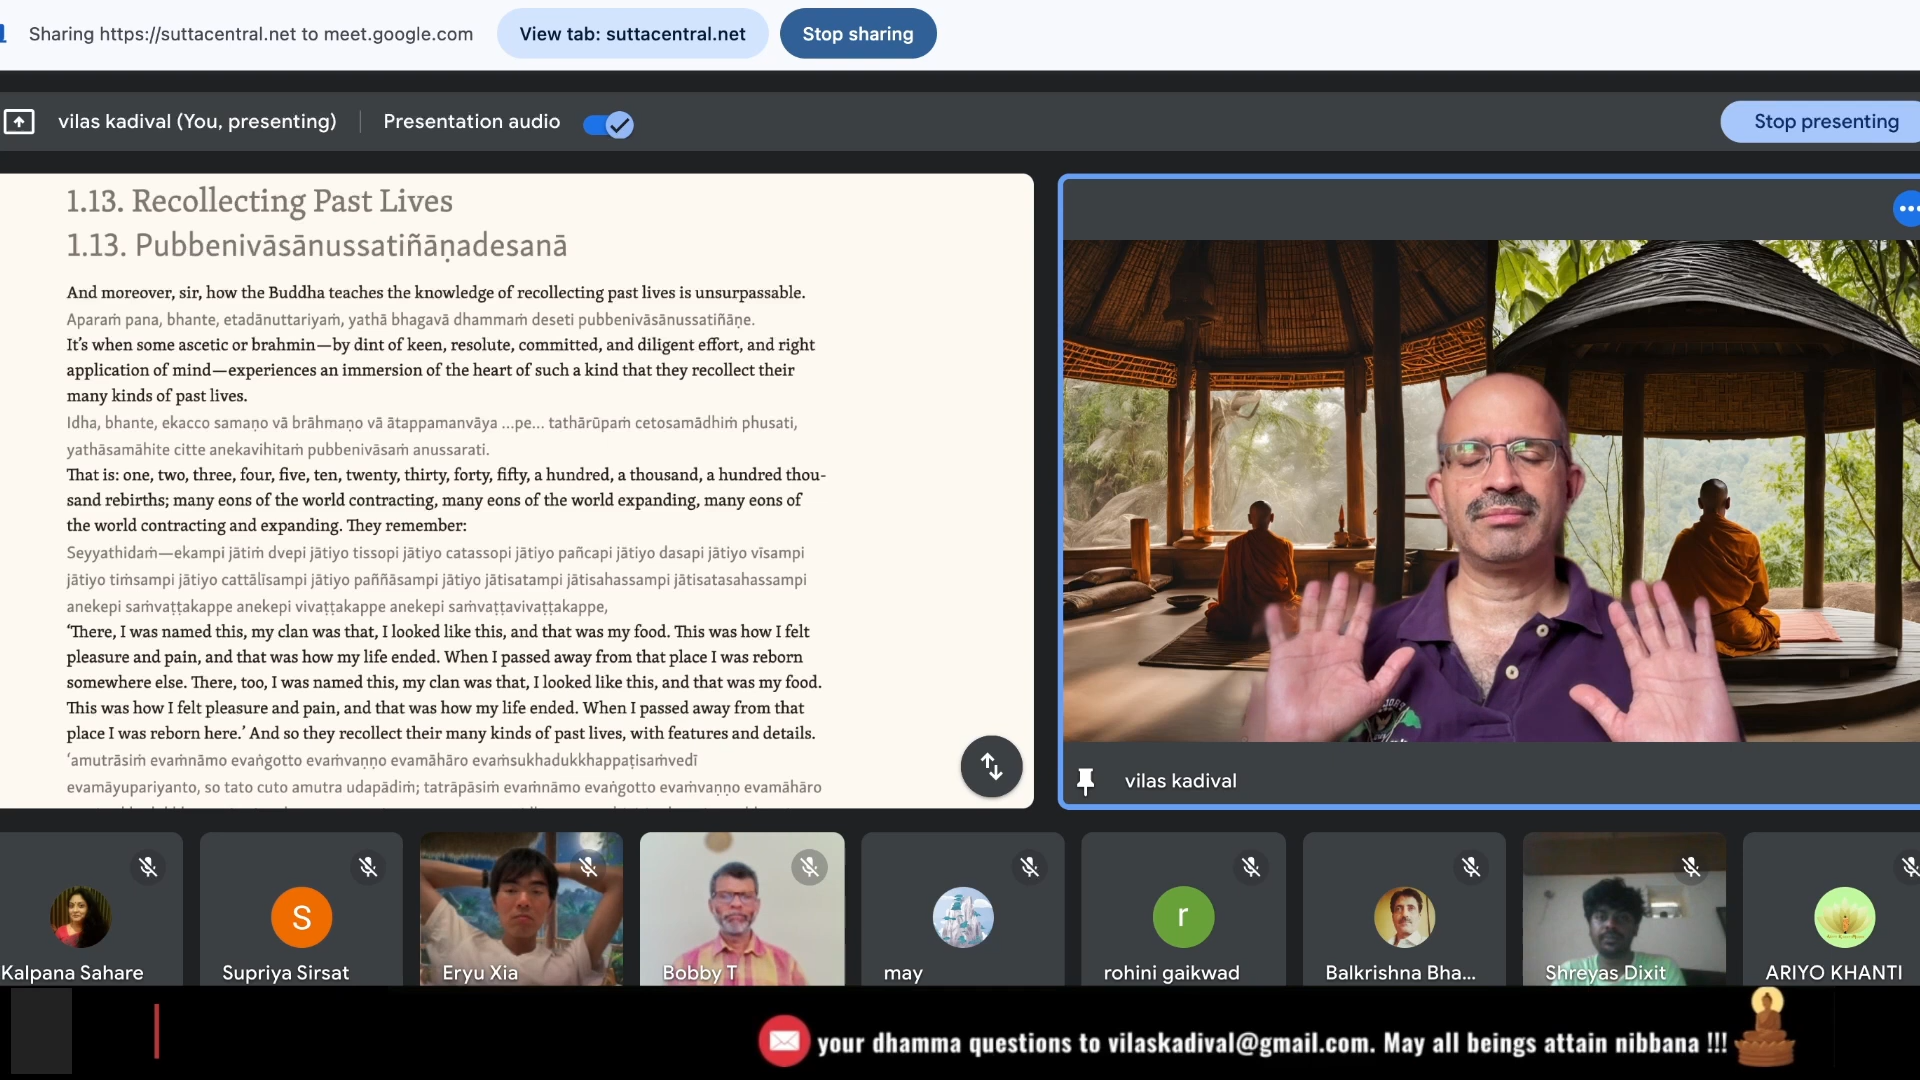 Sharing https://suttacentral.net to meet.google.com
View tab: suttacentral.net
Stop sharing
vilas kadival (You, presenting)
Presentation audio
Stop presenting
1.13. Recollecting Past Lives
1.13. Pubbenivāsānussatiñāṇadesanā
And moreover, sir, how the Buddha teaches the knowledge of recollecting past lives is unsurpassable.
Aparaṁ pana, bhante, etadānuttariyaṁ, yathā bhagavā dhammaṁ deseti pubbenivāsānussatiñāṇe.
It’s when some ascetic or brahmin—by dint of keen, resolute, committed, and diligent effort, and right
application of mind—experiences an immersion of the heart of such a kind that they recollect their
many kinds of past lives.
Idha, bhante, ekacco samaṇo vā brāhmaṇo vā ātappamanvāya …pe… tathārūpaṁ cetosamādhiṁ phusati,
yathāsamāhite citte anekavihitaṁ pubbenivāsaṁ anussarati.
That is: one, two, three, four, five, ten, twenty, thirty, forty, fifty, a hundred, a thousand, a hundred thou-
sand rebirths; many eons of the world contracting, many eons of the world expanding, many eons of
the world contracting and expanding. They remember:
Seyyathidaṁ—ekampi jātiṁ dvepi jātiyo tissopi jātiyo catassopi jātiyo pañcapi jātiyo dasapi jātiyo vīsampi
jātiyo tiṁsampi jātiyo cattālīsampi jātiyo paññāsampi jātiyo jātisatampi jātisahassampi jātisatasahassampi
anekepi saṁvaṭṭakappe anekepi vivaṭṭakappe anekepi saṁvaṭṭavivaṭṭakappe,
‘There, I was named this, my clan was that, I looked like this, and that was my food. This was how I felt
pleasure and pain, and that was how my life ended. When I passed away from that place I was reborn
somewhere else. There, too, I was named this, my clan was that, I looked like this, and that was my food.
This was how I felt pleasure and pain, and that was how my life ended. When I passed away from that
place I was reborn here.’ And so they recollect their many kinds of past lives, with features and details.
‘amutrāsiṁ evaṁnāmo evaṅgotto evaṁvaṇṇo evamāhāro evaṁsukhadukkhappaṭisaṁvedī
evamāyupariyanto, so tato cuto amutra udapādiṁ; tatrāpāsiṁ evaṁnāmo evaṅgotto evaṁvaṇṇo evamāhāro
vilas kadival
S
r
Kalpana Sahare
Supriya Sirsat
Eryu Xia
Bobby T
may
rohini gaikwad
Balkrishna Bha...
Shreyas Dixit
ARIYO KHANTI
your dhamma questions to vilaskadival@gmail.com. May all beings attain nibbana !!!